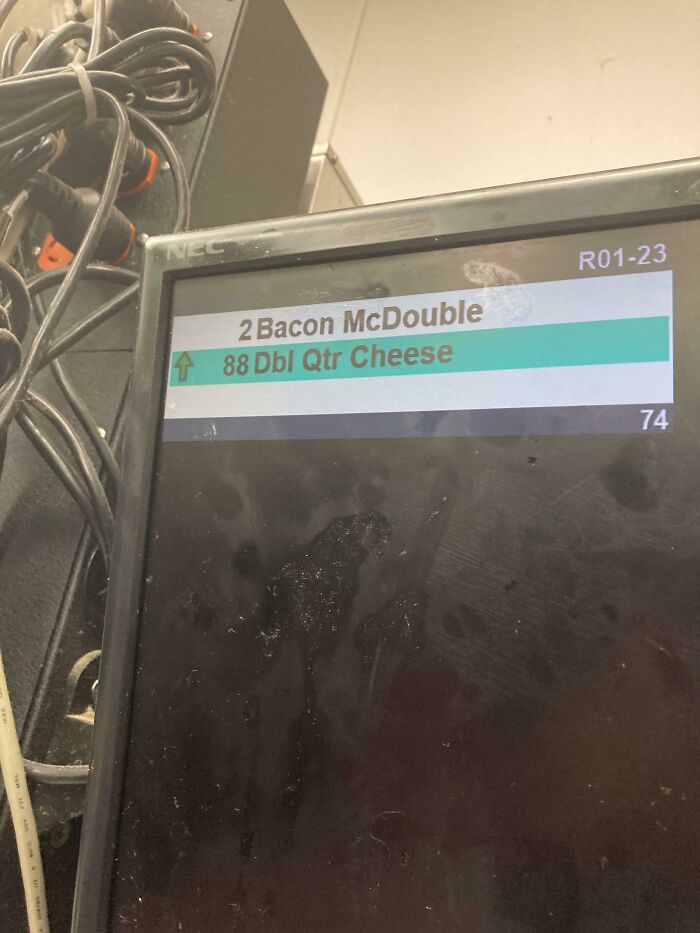 NEC
R01-23
2 Bacon McDouble
88 Dbl Qtr Cheese
74